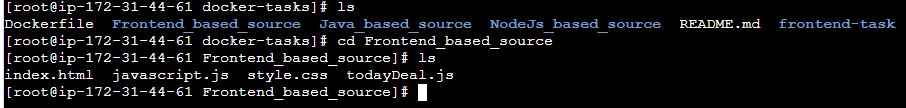 [root@ip-172-31-44-61 docker-tasks]# ls
Dockerfile  Frontend_based_source  Java_based_source  NodeJs_based_source  README.md  frontend-task
[root@ip-172-31-44-61 docker-tasks]# cd Frontend_based_source
[root@ip-172-31-44-61 Frontend_based_source]# ls
index.html  javascript.js  style.css  todayDeal.js
[root@ip-172-31-44-61 Frontend_based_source]#